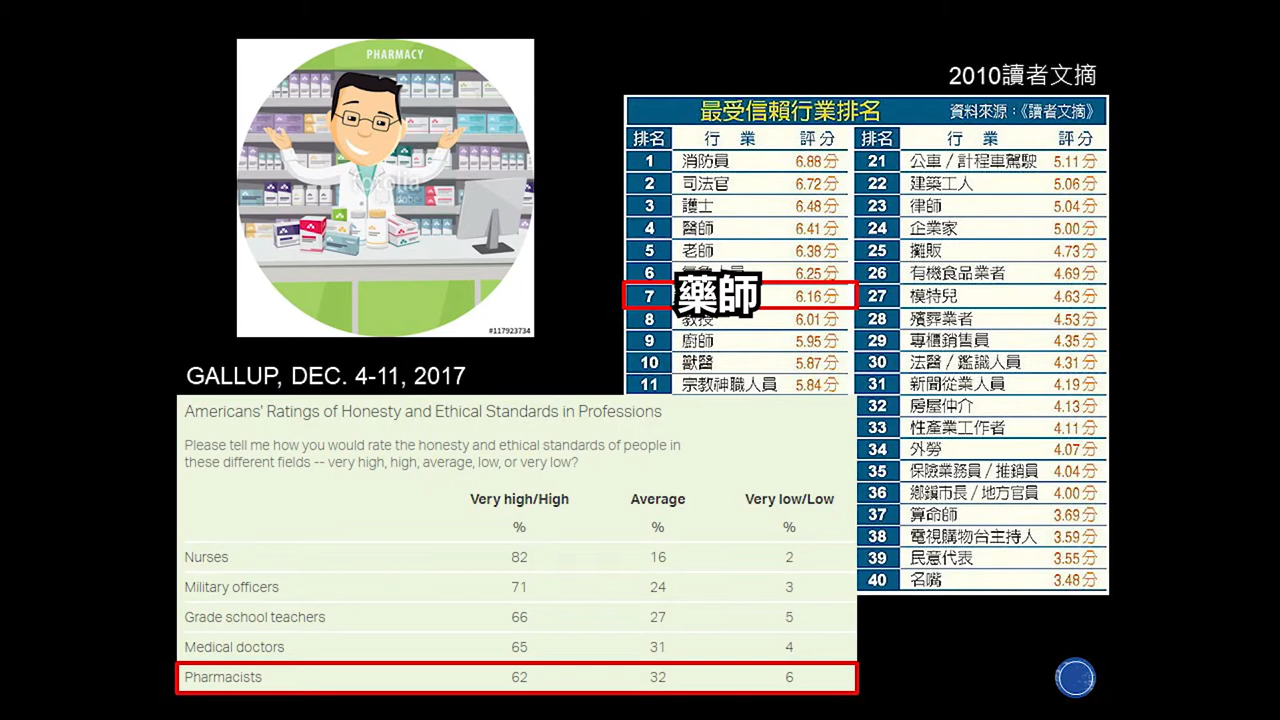 PHARMACY
#117923734
2010讀者文摘
最受信賴行業排名 資料來源:《讀者文摘》
排名 行業 評分
1 消防員 6.88分
2 司法官 6.72分
3 護士 6.48分
4 醫師 6.41分
5 老師 6.38分
6 6.25分
7 藥師 6.16分
8 教授 6.01分
9 廚師 5.95分
10 獸醫 5.87分
11 宗教神職人員 5.84分
排名 行業 評分
21 公車/計程車駕駛 5.11分
22 建築工人 5.06分
23 律師 5.04分
24 企業家 5.00分
25 攤販 4.73分
26 有機食品業者 4.69分
27 模特兒 4.63分
28 殯葬業者 4.53分
29 專櫃銷售員 4.35分
30 法醫/鑑識人員 4.31分
31 新聞從業人員 4.19分
32 房屋仲介 4.13分
33 性產業工作者 4.11分
34 外勞 4.07分
35 保險業務員/推銷員 4.04分
36 鄉鎮市長/地方官員 4.00分
37 算命師 3.69分
38 電視購物台主持人 3.59分
39 民意代表 3.55分
40 名嘴 3.48分
GALLUP, DEC. 4-11, 2017
Americans' Ratings of Honesty and Ethical Standards in Professions
Please tell me how you would rate the honesty and ethical standards of people in
these different fields -- very high, high, average, low, or very low?
Very high/High Average Very low/Low
% % %
Nurses 82 16 2
Military officers 71 24 3
Grade school teachers 66 27 5
Medical doctors 65 31 4
Pharmacists 62 32 6